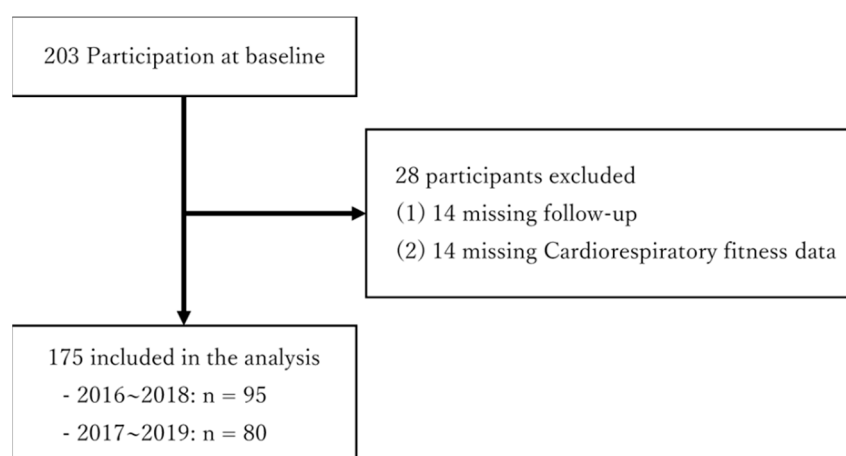 203 Participation at baseline
28 participants excluded
(1) 14 missing follow-up
(2) 14 missing Cardiorespiratory fitness data
175 included in the analysis
- 2016~2018: n = 95
- 2017~2019: n = 80